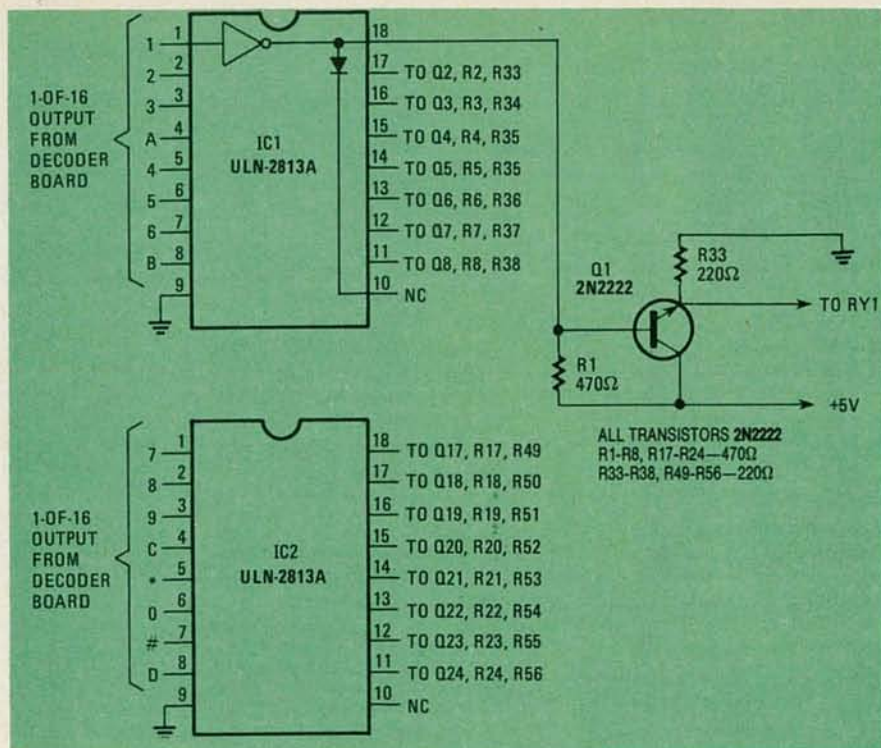 1-OF-16
OUTPUT
FROM
DECODER
BOARD
1
2
3
A
4
5
6
B
1
2
3
4
5
6
7
8
9
IC1
ULN-2813A
18
17 TO Q2, R2, R33
16 TO Q3, R3, R34
15 TO Q4, R4, R35
14 TO Q5, R5, R35
13 TO Q6, R6, R36
12 TO Q7, R7, R37
11 TO Q8, R8, R38
10 NC
Q1
2N2222
R33
220Ω
TO RY1
R1
470Ω
+5V
ALL TRANSISTORS 2N2222
R1-R8, R17-R24—470Ω
R33-R38, R49-R56—220Ω
1-OF-16
OUTPUT
FROM
DECODER
BOARD
7
8
9
C
*
0
#
D
1
2
3
4
5
6
7
8
9
IC2
ULN-2813A
18 TO Q17, R17, R49
17 TO Q18, R18, R50
16 TO Q19, R19, R51
15 TO Q20, R20, R52
14 TO Q21, R21, R53
13 TO Q22, R22, R54
12 TO Q23, R23, R55
11 TO Q24, R24, R56
10 NC